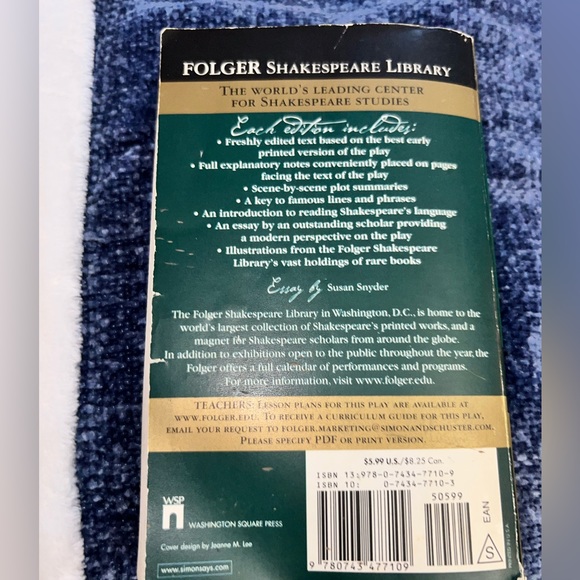 FOLGER SHAKESPEARE LIBRARY
THE WORLD'S LEADING CENTER
FOR SHAKESPEARE STUDIES
Each edition includes:
• Freshly edited text based on the best early
printed version of the play
• Full explanatory notes conveniently placed on pages
facing the text of the play
• Scene-by-scene plot summaries
• A key to famous lines and phrases
• An introduction to reading Shakespeare's language
• An essay by an outstanding scholar providing
a modern perspective on the play
• Illustrations from the Folger Shakespeare
Library's vast holdings of rare books
Essay by Susan Snyder
The Folger Shakespeare Library in Washington, D.C., is home to the
world's largest collection of Shakespeare's printed works, and a
magnet for Shakespeare scholars from around the globe.
In addition to exhibitions open to the public throughout the year, the
Folger offers a full calendar of performances and programs.
For more information, visit www.folger.edu.
TEACHERS: LESSON PLANS FOR THIS PLAY ARE AVAILABLE AT
WWW.FOLGER.EDU. TO RECEIVE A CURRICULUM GUIDE FOR THIS PLAY,
EMAIL YOUR REQUEST TO FOLGER.MARKETING@SIMONANDSCHUSTER.COM.
PLEASE SPECIFY PDF OR PRINT VERSION.
$5.99 U.S./$8.25 Can.
ISBN 13:978-0-7434-7710-9
ISBN 10: 0-7434-7710-3
50599
EAN
S
9 780743 477109
WSP
WASHINGTON SQUARE PRESS
Cover design by Joanne M. Lee
www.simonsays.com